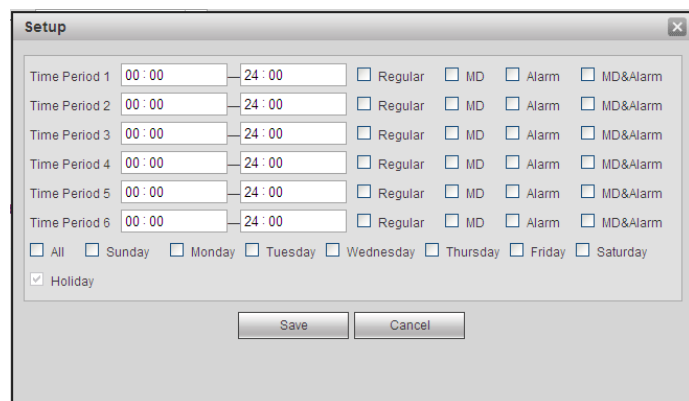 Setup
Time Period 1 00:00 — 24:00 Regular MD Alarm MD&Alarm
Time Period 2 00:00 — 24:00 Regular MD Alarm MD&Alarm
Time Period 3 00:00 — 24:00 Regular MD Alarm MD&Alarm
Time Period 4 00:00 — 24:00 Regular MD Alarm MD&Alarm
Time Period 5 00:00 — 24:00 Regular MD Alarm MD&Alarm
Time Period 6 00:00 — 24:00 Regular MD Alarm MD&Alarm
All Sunday Monday Tuesday Wednesday Thursday Friday Saturday
Holiday
Save Cancel